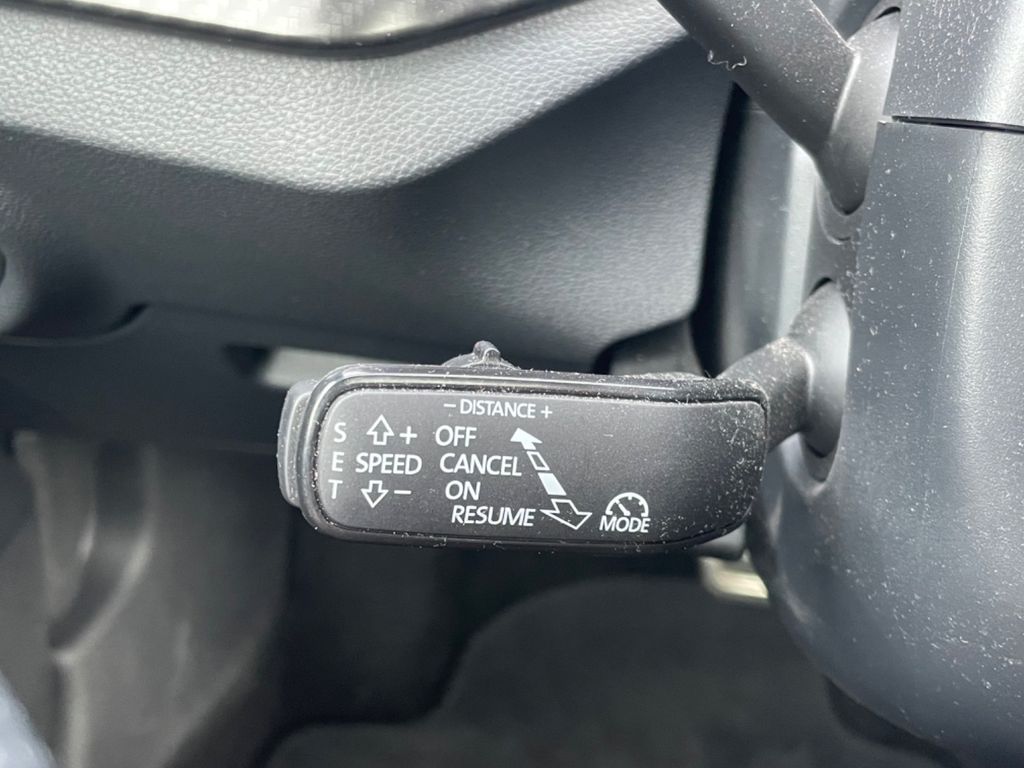 − DISTANCE +
S + OFF
E SPEED CANCEL
T − ON
RESUME
MODE